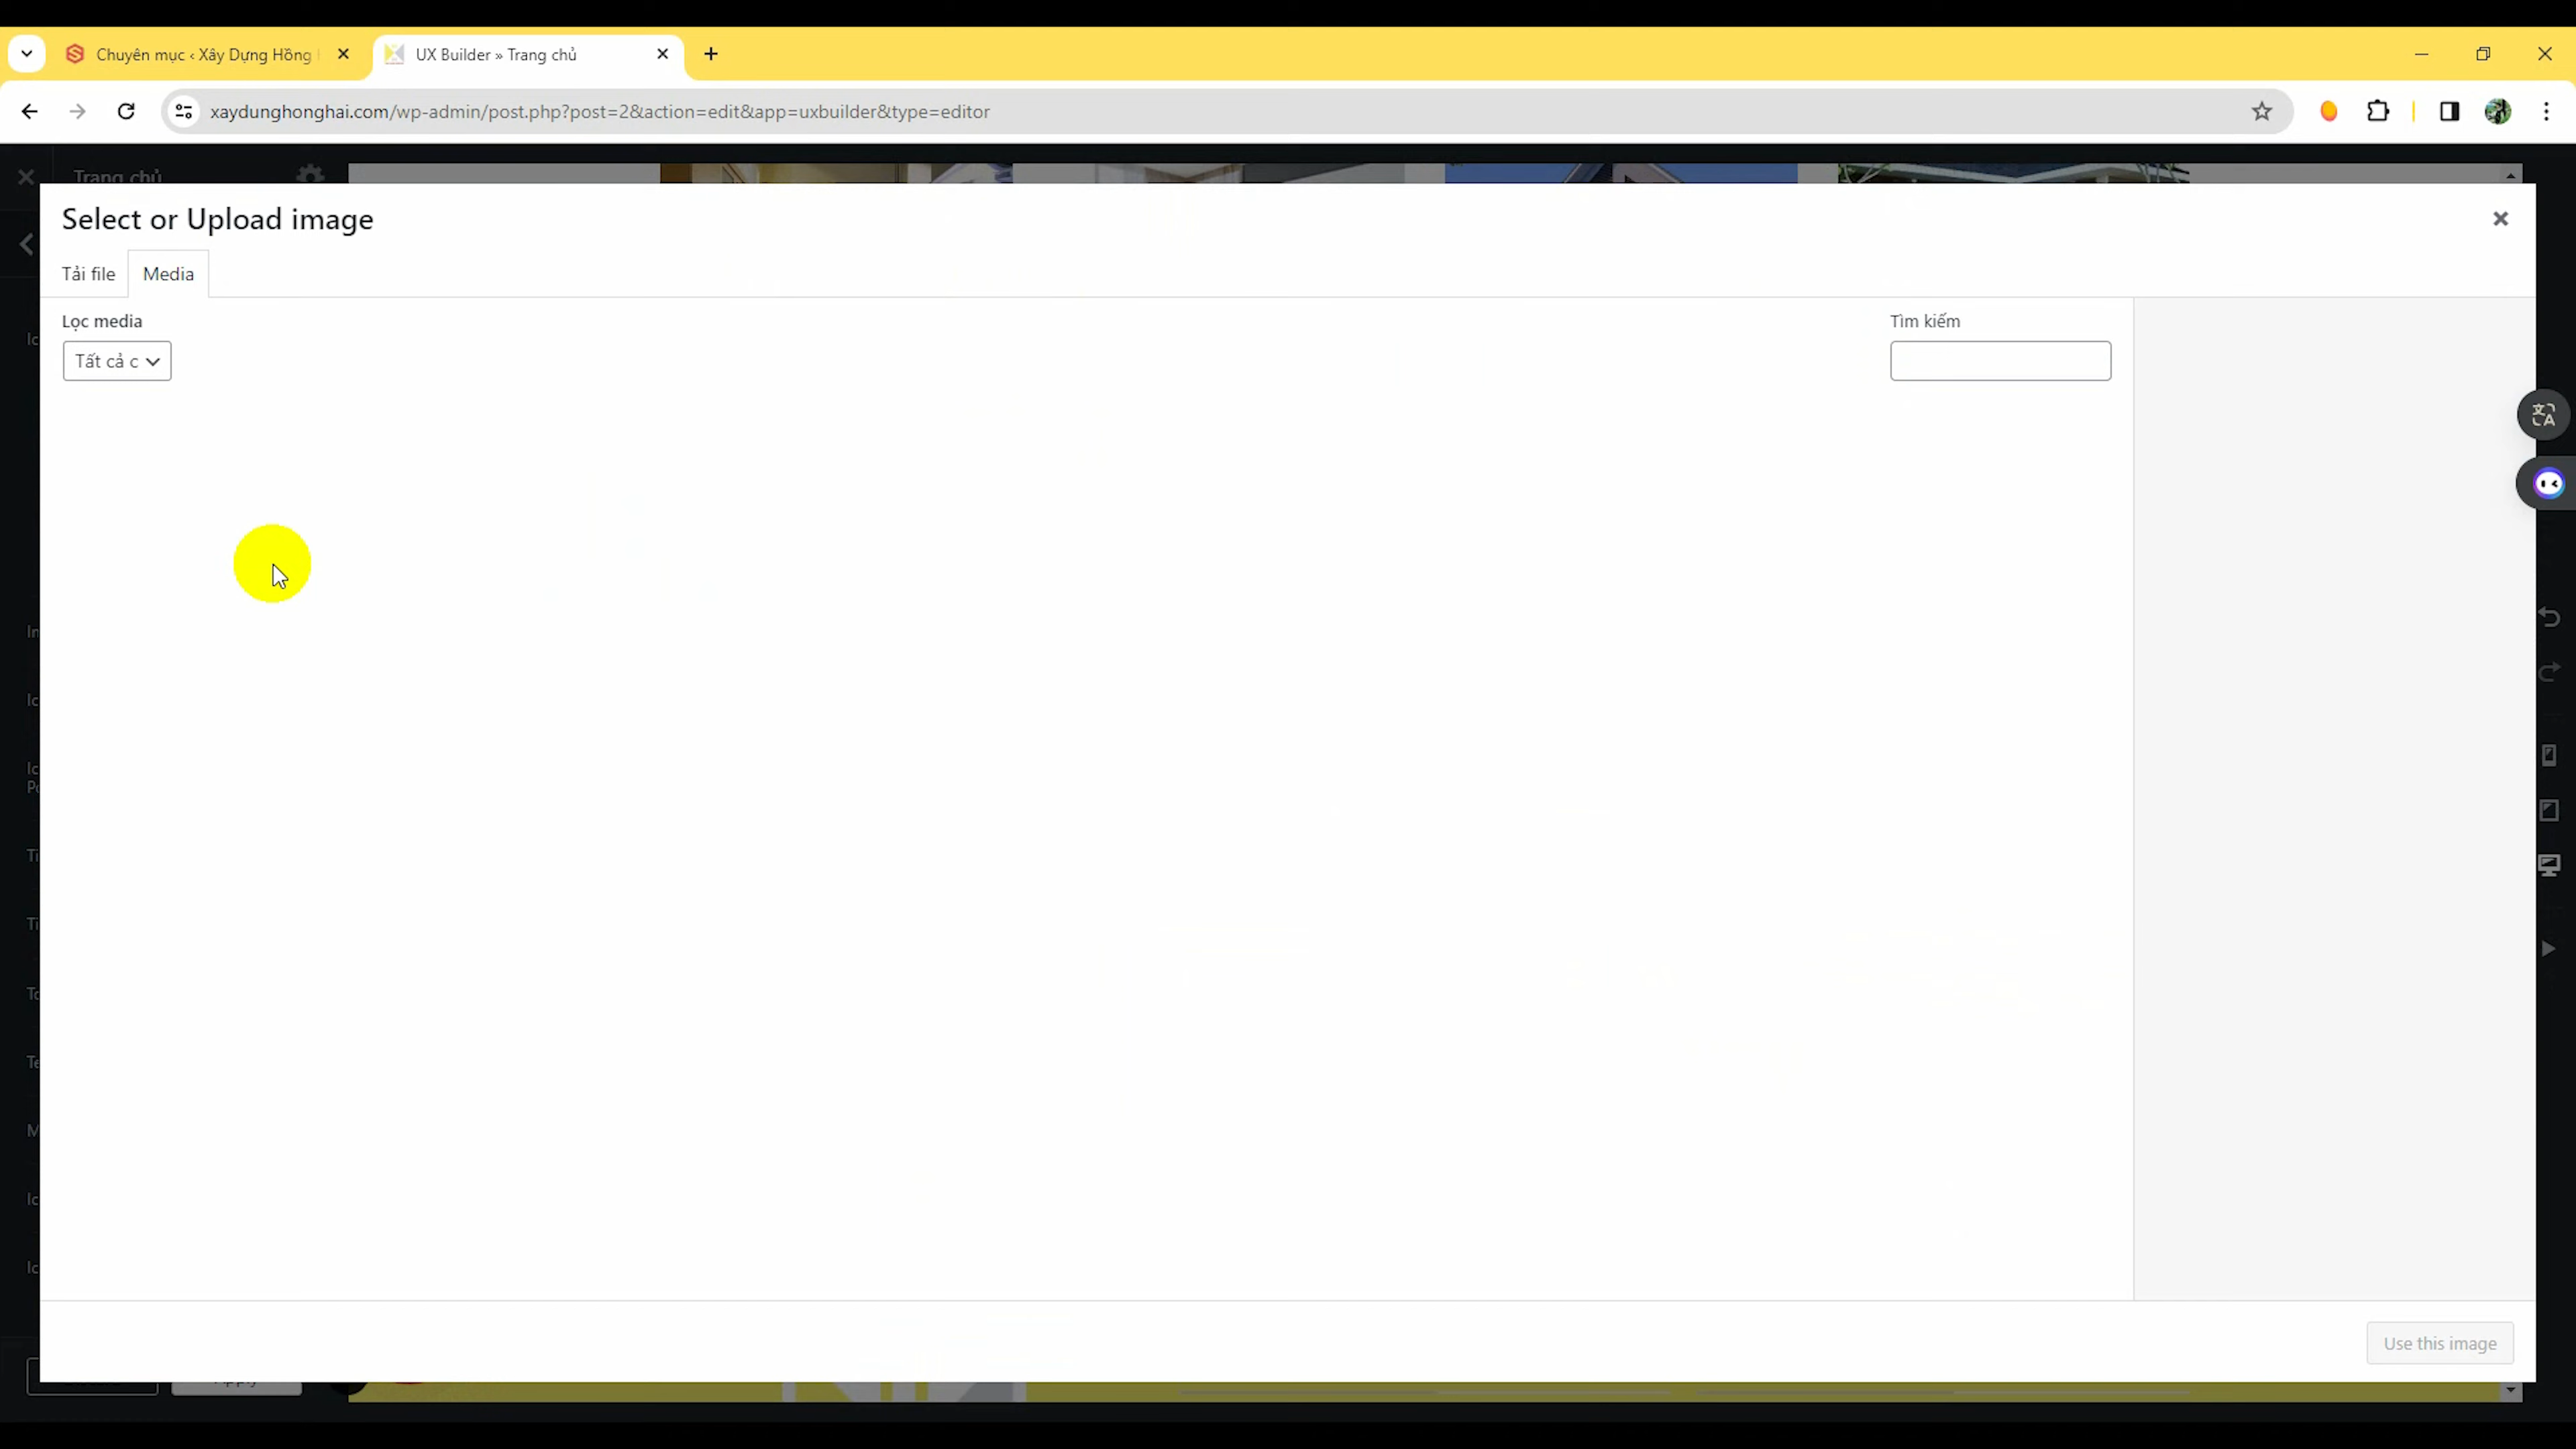 Chuyên mục ‹ Xây Dựng Hồng
UX Builder » Trang chủ
xaydunghonghai.com/wp-admin/post.php?post=2&action=edit&app=uxbuilder&type=editor
Trang chủ
Select or Upload image
Tải file
Media
Lọc media
Tìm kiếm
Tất cả c
Use this image
Apply